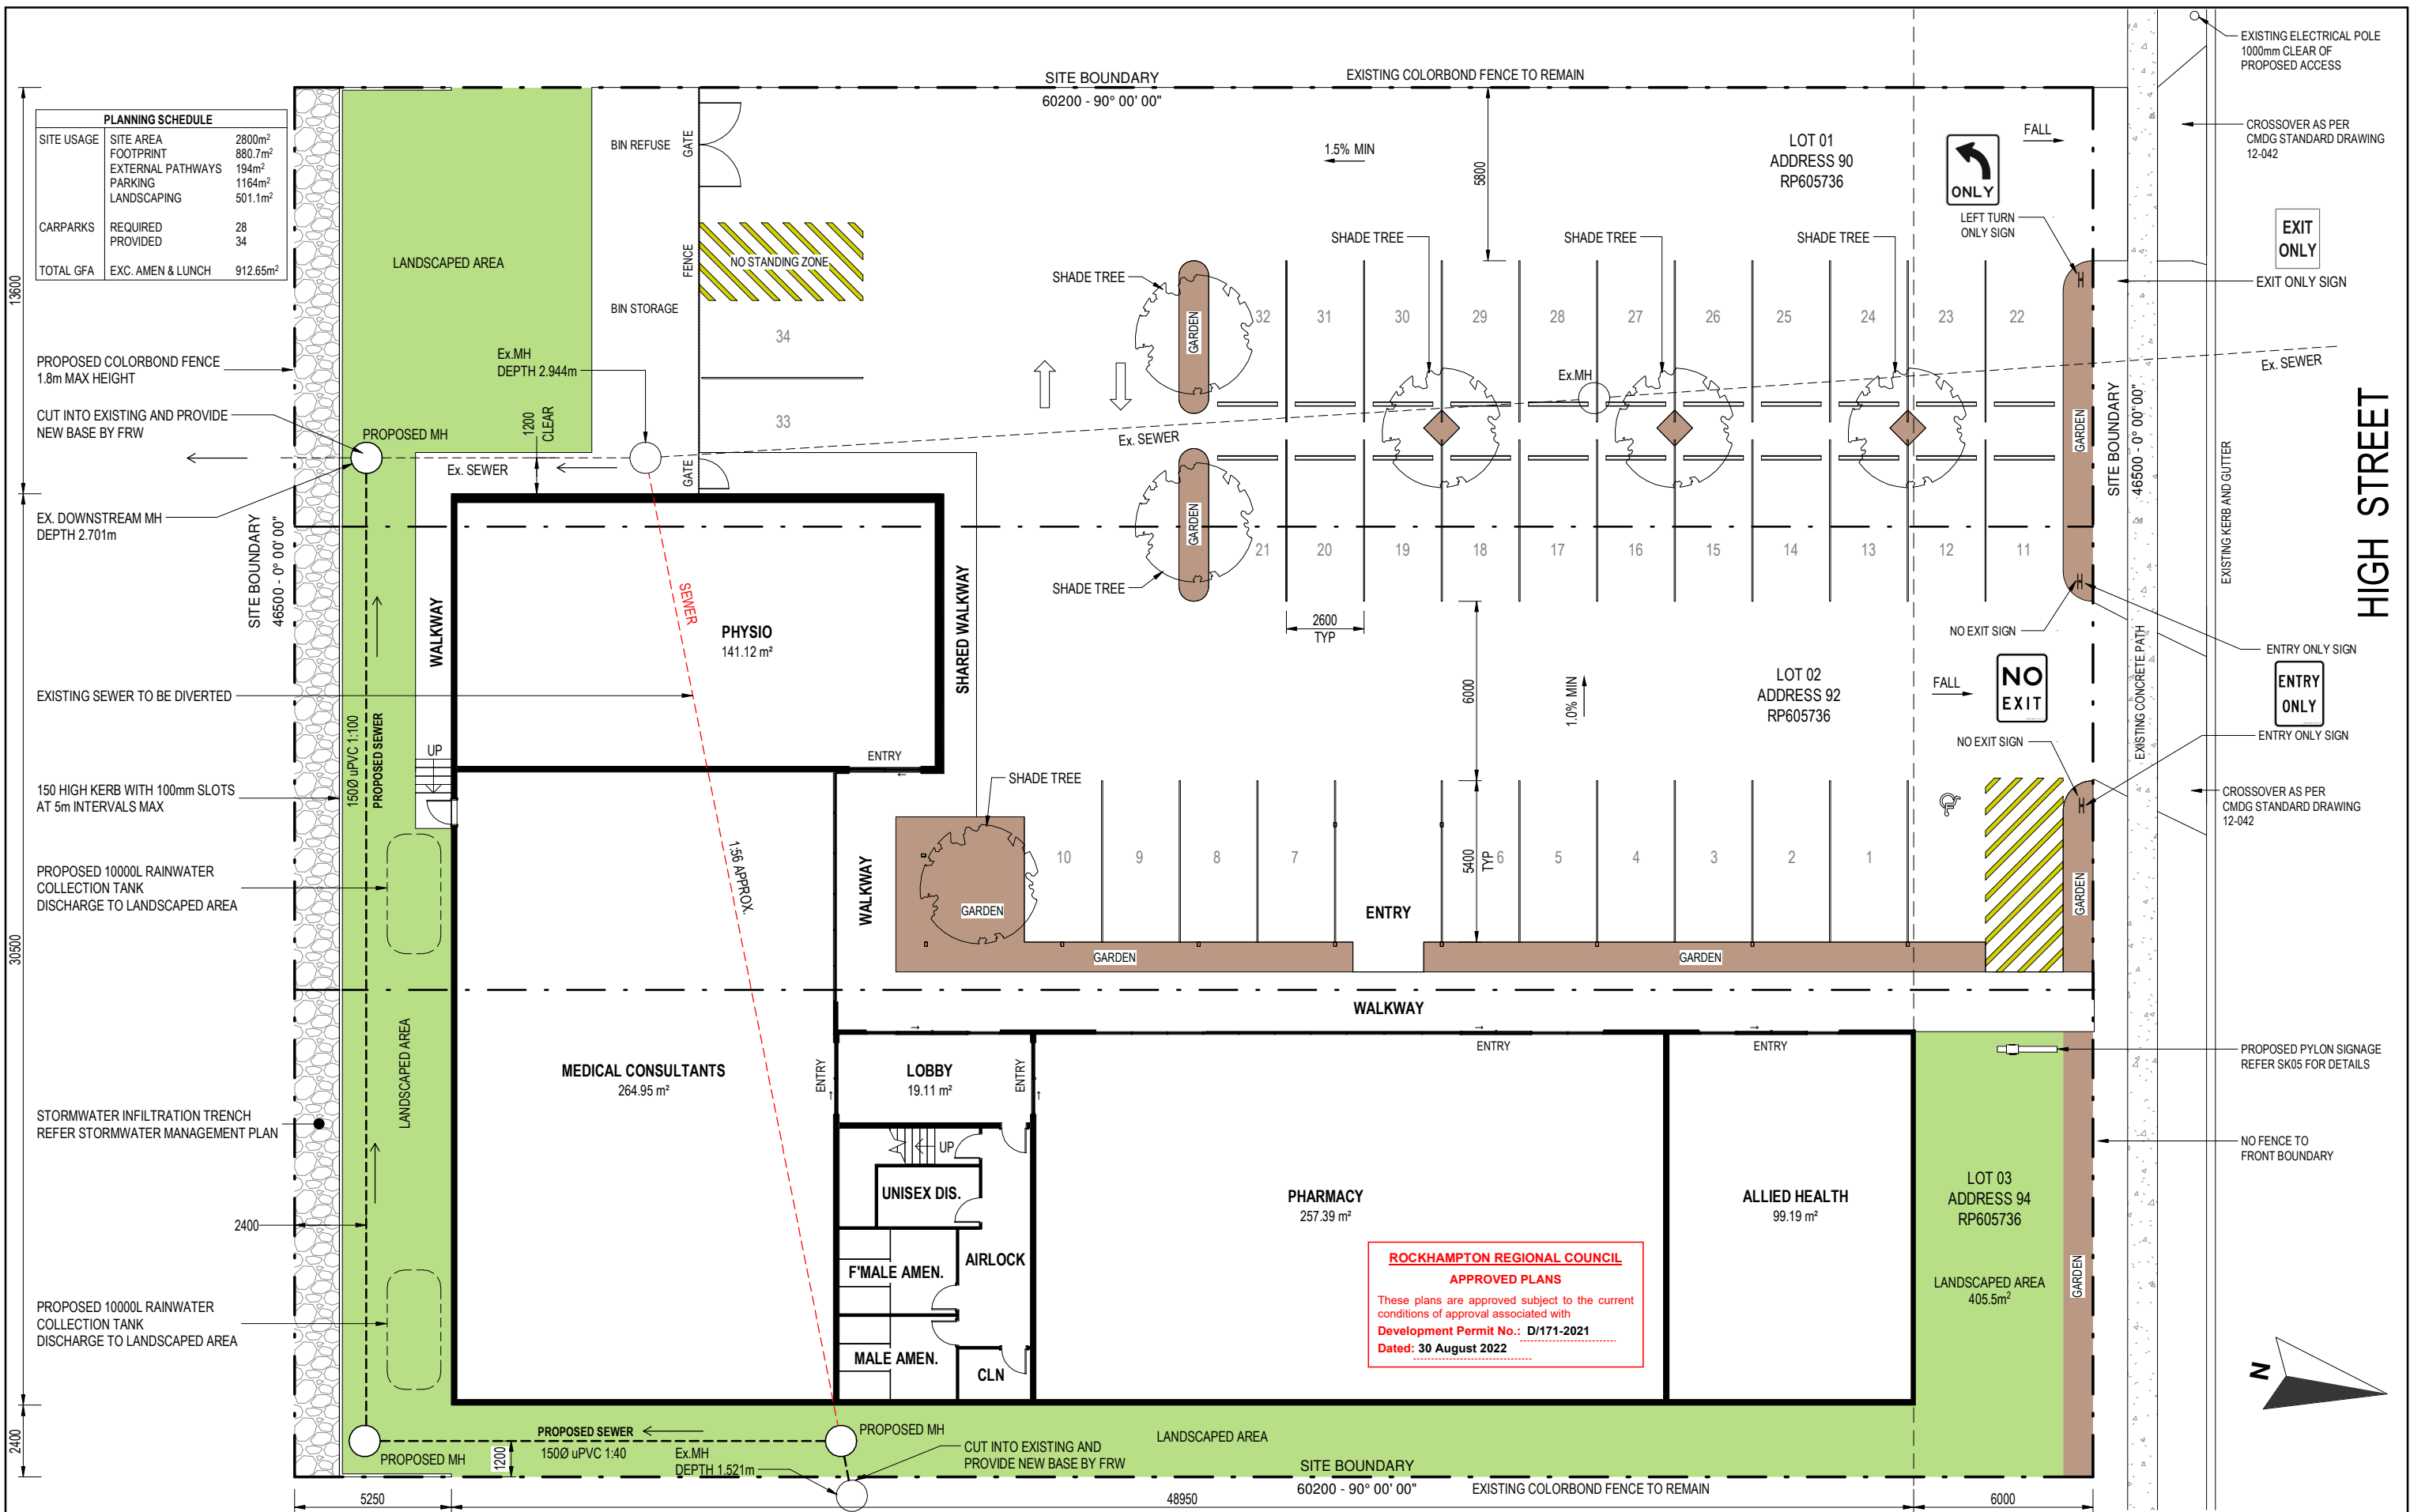 SITE BOUNDARY
60200 - 90° 00' 00"
EXISTING COLORBOND FENCE TO REMAIN
EXISTING ELECTRICAL POLE
1000mm CLEAR OF
PROPOSED ACCESS
PLANNING SCHEDULE
SITE USAGE SITE AREA 2800m²
FOOTPRINT 880.7m²
EXTERNAL PATHWAYS 194m²
PARKING 1164m²
LANDSCAPING 501.1m²
CARPARKS REQUIRED 28
PROVIDED 34
TOTAL GFA EXC. AMEN & LUNCH 912.65m²
BIN REFUSE
GATE
1.5% MIN
5800
LOT 01
ADDRESS 90
RP605736
ONLY
FALL
CROSSOVER AS PER
CMDG STANDARD DRAWING
12-042
LEFT TURN
ONLY SIGN
EXIT
ONLY
EXIT ONLY SIGN
LANDSCAPED AREA
FENCE
NO STANDING ZONE
BIN STORAGE
SHADE TREE
SHADE TREE
SHADE TREE
SHADE TREE
13600
34
33
GARDEN
32
31
30
29
28
27
26
25
24
23
22
PROPOSED COLORBOND FENCE
1.8m MAX HEIGHT
Ex.MH
DEPTH 2.944m
Ex.MH
Ex. SEWER
CUT INTO EXISTING AND PROVIDE
NEW BASE BY FRW
PROPOSED MH
1200
CLEAR
Ex. SEWER
Ex. SEWER
GATE
GARDEN
SITE BOUNDARY
46500 - 0° 00' 00"
EXISTING KERB AND GUTTER
HIGH STREET
EX. DOWNSTREAM MH
DEPTH 2.701m
SITE BOUNDARY
46500 - 0° 00' 00"
GARDEN
21
20
19
18
17
16
15
14
13
12
11
SHADE TREE
WALKWAY
SEWER
PHYSIO
141.12 m²
SHARED WALKWAY
2600
TYP
NO EXIT SIGN
EXISTING CONCRETE PATH
ENTRY ONLY SIGN
EXISTING SEWER TO BE DIVERTED
6000
1.0% MIN
LOT 02
ADDRESS 92
RP605736
FALL
NO
EXIT
ENTRY
ONLY
ENTRY ONLY SIGN
NO EXIT SIGN
150Ø uPVC 1:100
PROPOSED SEWER
UP
ENTRY
SHADE TREE
150 HIGH KERB WITH 100mm SLOTS
AT 5m INTERVALS MAX
CROSSOVER AS PER
CMDG STANDARD DRAWING
12-042
1:56 APPROX.
WALKWAY
10
9
8
7
5400
TYP
6
5
4
3
2
1
PROPOSED 10000L RAINWATER
COLLECTION TANK
DISCHARGE TO LANDSCAPED AREA
GARDEN
ENTRY
GARDEN
30500
GARDEN
GARDEN
WALKWAY
LANDSCAPED AREA
MEDICAL CONSULTANTS
264.95 m²
ENTRY
LOBBY
19.11 m²
ENTRY
ENTRY
ENTRY
PROPOSED PYLON SIGNAGE
REFER SK05 FOR DETAILS
STORMWATER INFILTRATION TRENCH
REFER STORMWATER MANAGEMENT PLAN
UP
NO FENCE TO
FRONT BOUNDARY
UNISEX DIS.
PHARMACY
257.39 m²
ALLIED HEALTH
99.19 m²
LOT 03
ADDRESS 94
RP605736
2400
AIRLOCK
F'MALE AMEN.
ROCKHAMPTON REGIONAL COUNCIL
APPROVED PLANS
These plans are approved subject to the current
conditions of approval associated with
Development Permit No.: D/171-2021
Dated: 30 August 2022
LANDSCAPED AREA
405.5m²
GARDEN
PROPOSED 10000L RAINWATER
COLLECTION TANK
DISCHARGE TO LANDSCAPED AREA
MALE AMEN.
CLN
N
2400
PROPOSED MH
PROPOSED SEWER
150Ø uPVC 1:40
1200
Ex.MH
DEPTH 1.521m
PROPOSED MH
CUT INTO EXISTING AND
PROVIDE NEW BASE BY FRW
LANDSCAPED AREA
SITE BOUNDARY
60200 - 90° 00' 00"
EXISTING COLORBOND FENCE TO REMAIN
5250
48950
6000